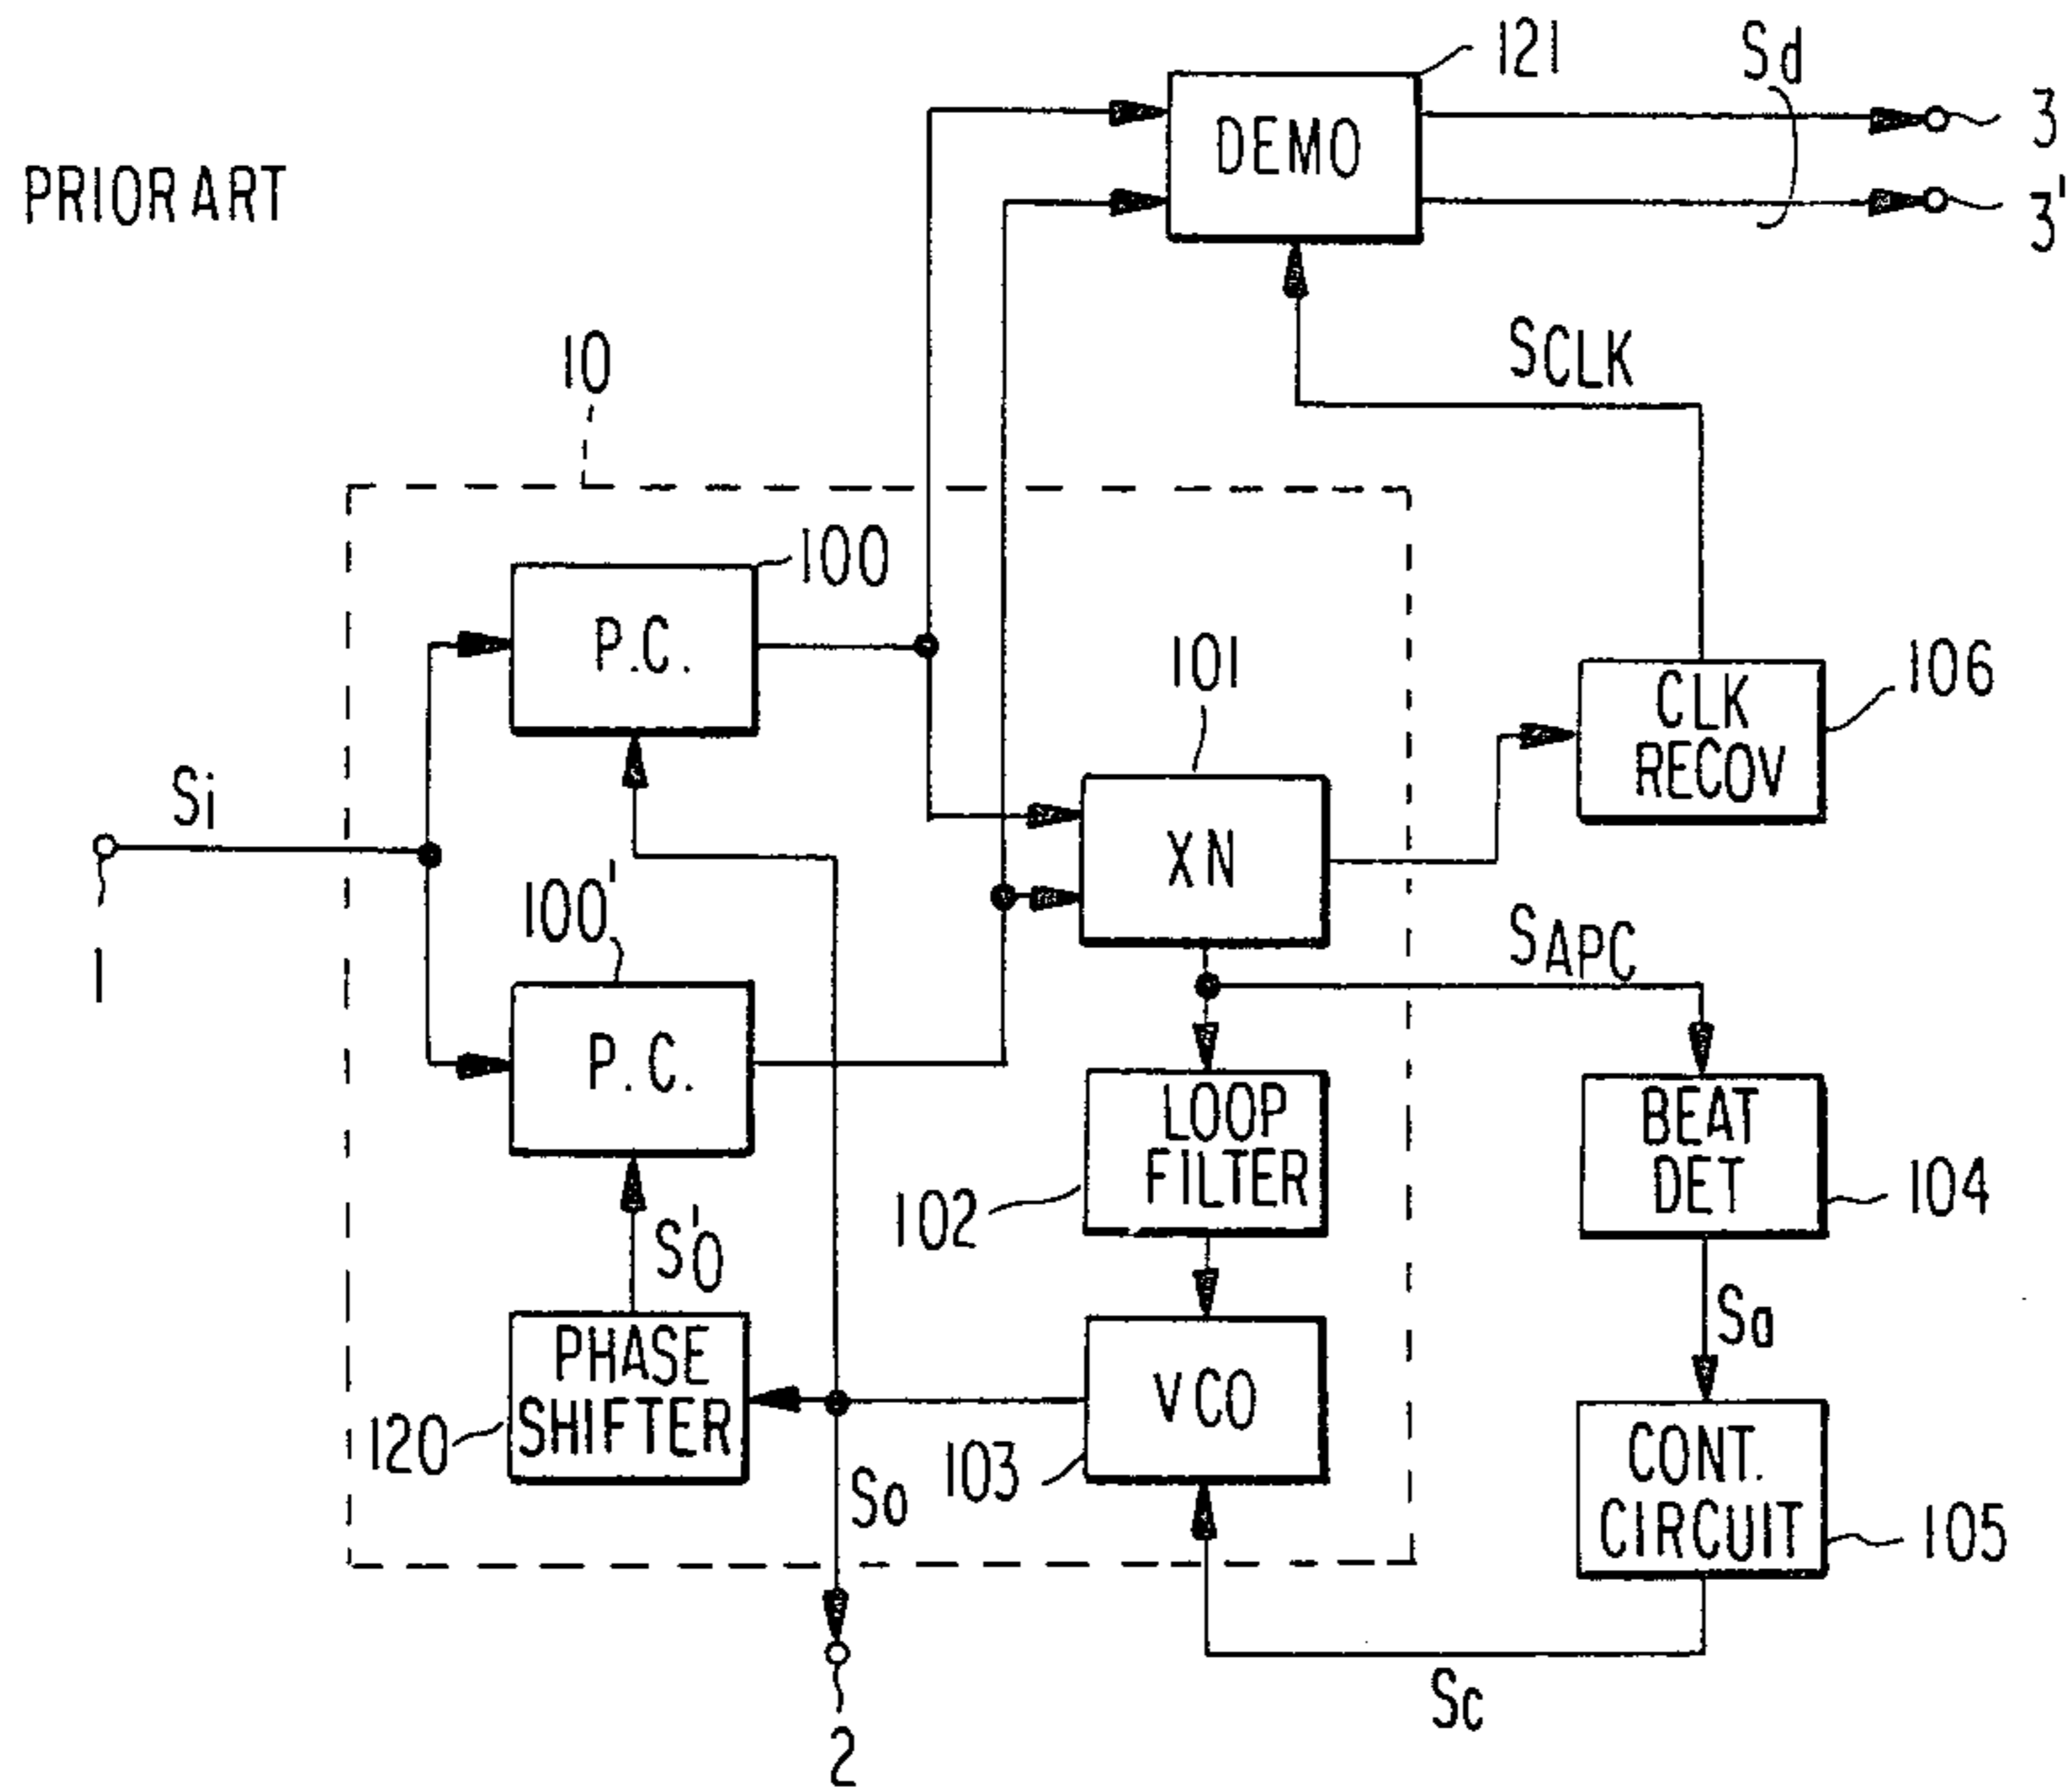 121
Sd
3
DEMO
PRIOR ART
3'
SCLK
10
100
P.C.
101
106
CLK
RECOV
Si
XN
100'
1
SAPC
P.C.
LOOP
FILTER
BEAT
DET
102
104
S'o
Sa
PHASE
SHIFTER
VCO
120
103
So
CONT.
CIRCUIT
105
Sc
2